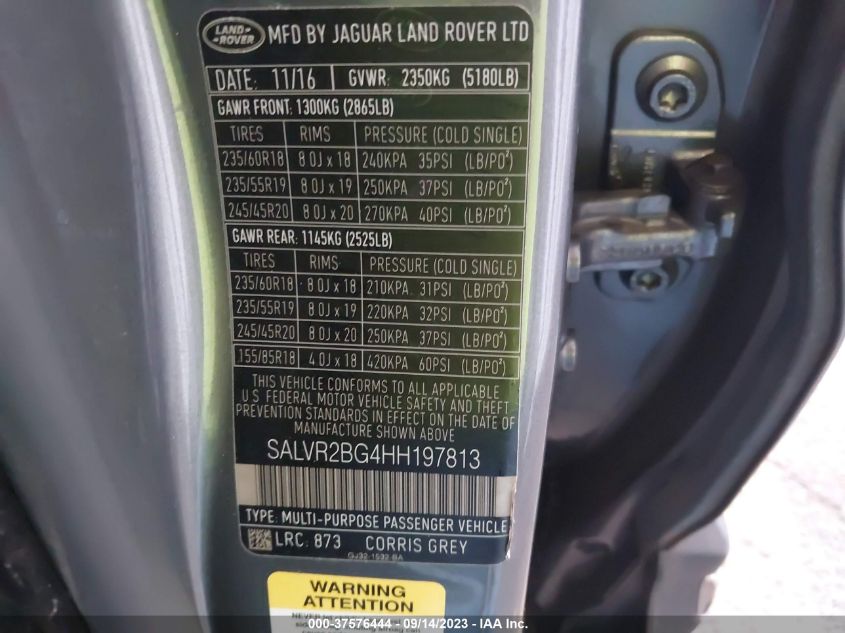 LAND-
-ROVER
MFD BY JAGUAR LAND ROVER LTD
DATE: 11/16 GVWR: 2350KG (5180LB)
GAWR FRONT: 1300KG (2865LB)
TIRES RIMS PRESSURE (COLD SINGLE)
235/60R18 8.0J x 18 240KPA 35PSI (LB/PO²)
235/55R19 8.0J x 19 250KPA 37PSI (LB/PO²)
245/45R20 8.0J x 20 270KPA 40PSI (LB/PO²)
GAWR REAR: 1145KG (2525LB)
TIRES RIMS PRESSURE (COLD SINGLE)
235/60R18 8.0J x 18 210KPA 31PSI (LB/PO²)
235/55R19 8.0J x 19 220KPA 32PSI (LB/PO²)
245/45R20 8.0J x 20 250KPA 37PSI (LB/PO²)
155/85R18 4.0J x 18 420KPA 60PSI (LB/PO²)
THIS VEHICLE CONFORMS TO ALL APPLICABLE
U.S. FEDERAL MOTOR VEHICLE SAFETY AND THEFT
PREVENTION STANDARDS IN EFFECT ON THE DATE OF
MANUFACTURE SHOWN ABOVE
SALVR2BG4HH197813
TYPE: MULTI-PURPOSE PASSENGER VEHICLE
LRC: 873 CORRIS GREY
GJ32-1532-BA
WARNING
ATTENTION
NEVER
000-37576444 - 09/14/2023 - IAAI.com